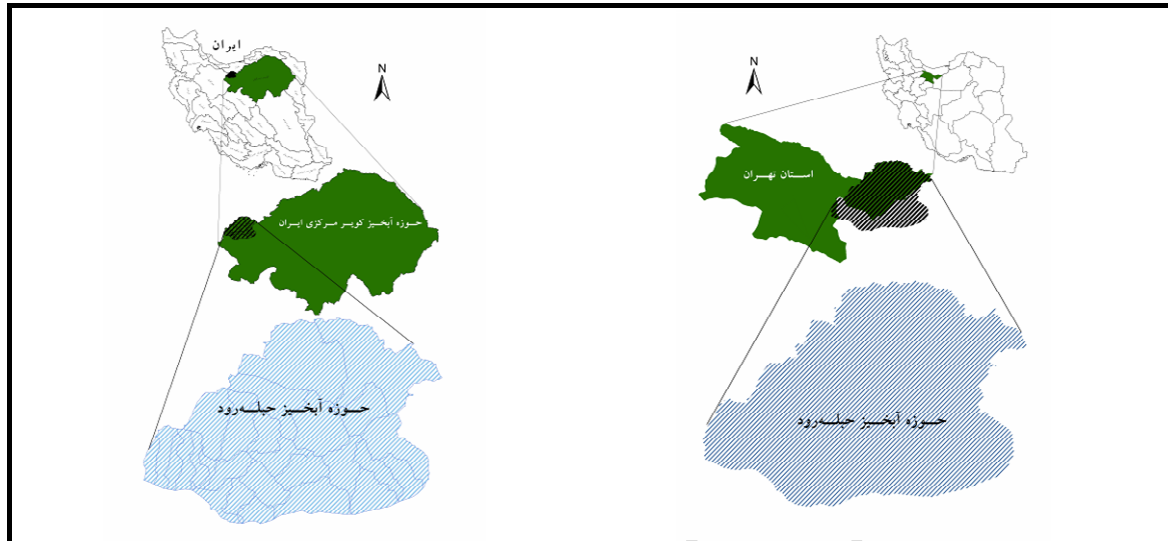 ایران
N
حوزه آبخیز کویر مرکزی ایران
حوزه آبخیز حبله‌رود
N
استان تهران
حوزه آبخیز حبله‌رود